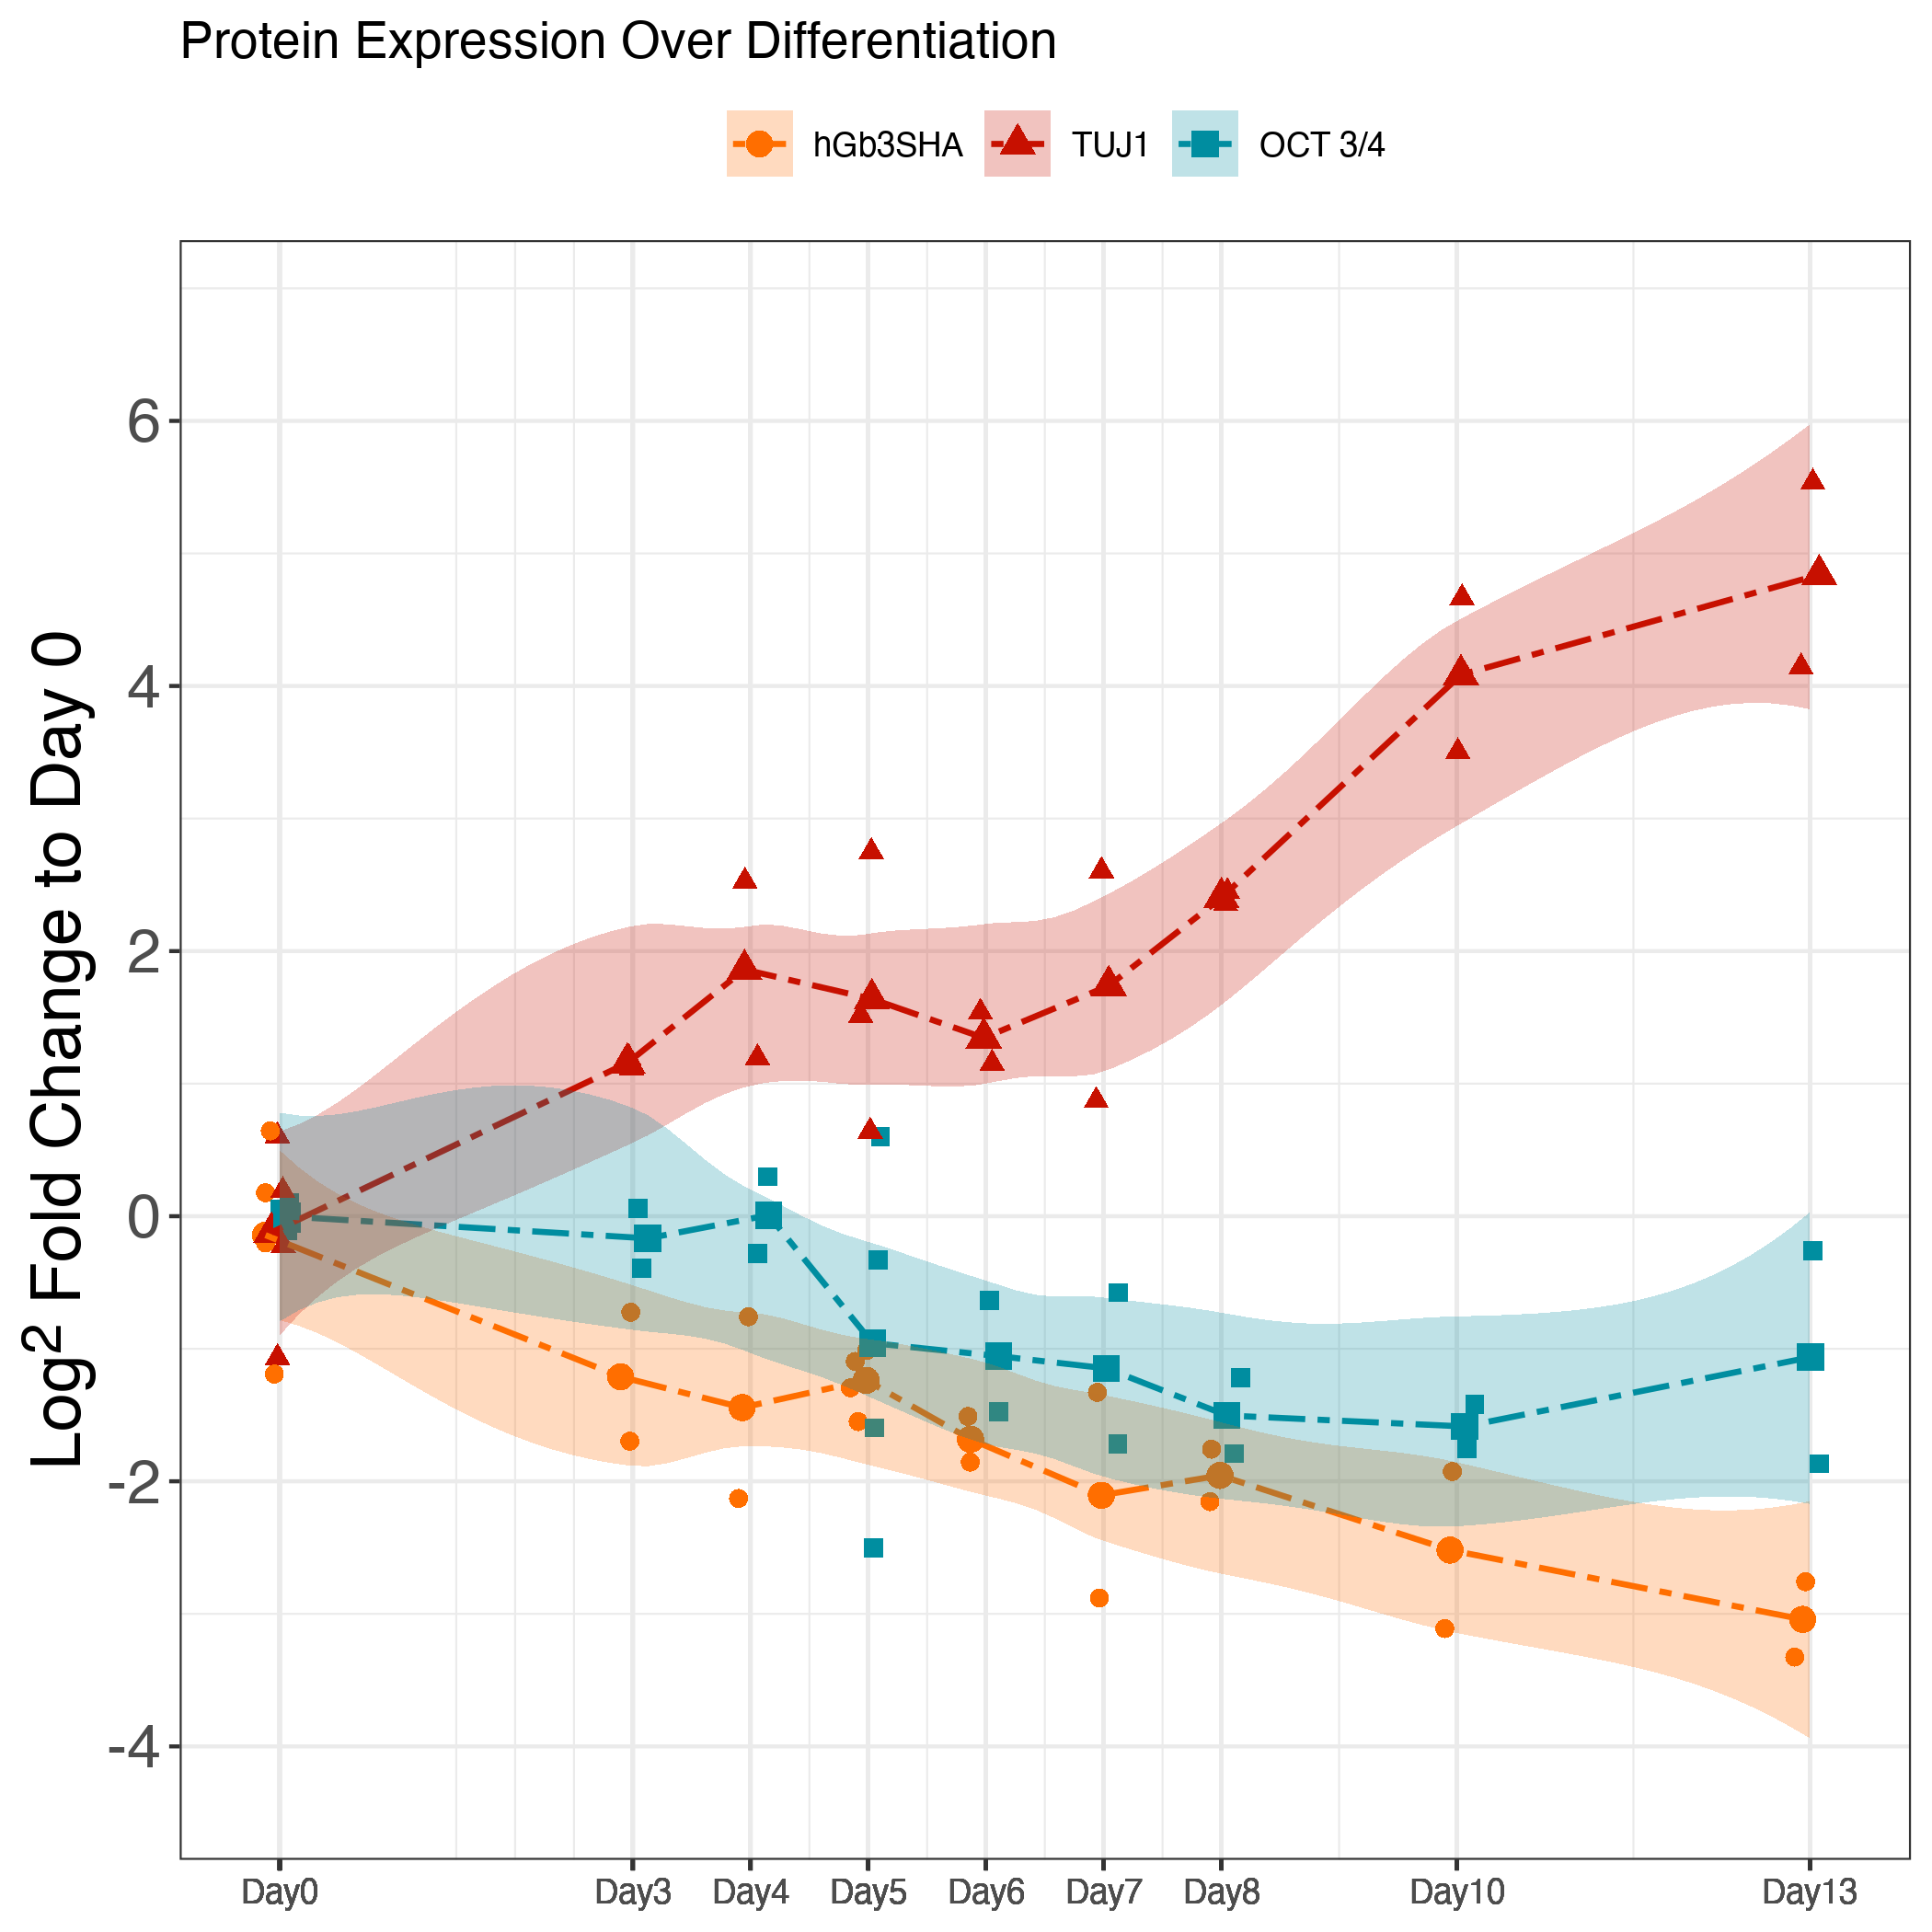 Protein Expression Over Differentiation
hGb3SHA TUJ1 OCT 3/4
Log² Fold Change to Day 0
6
4
2
0
-2
-4
Day0 Day3 Day4 Day5 Day6 Day7 Day8 Day10 Day13